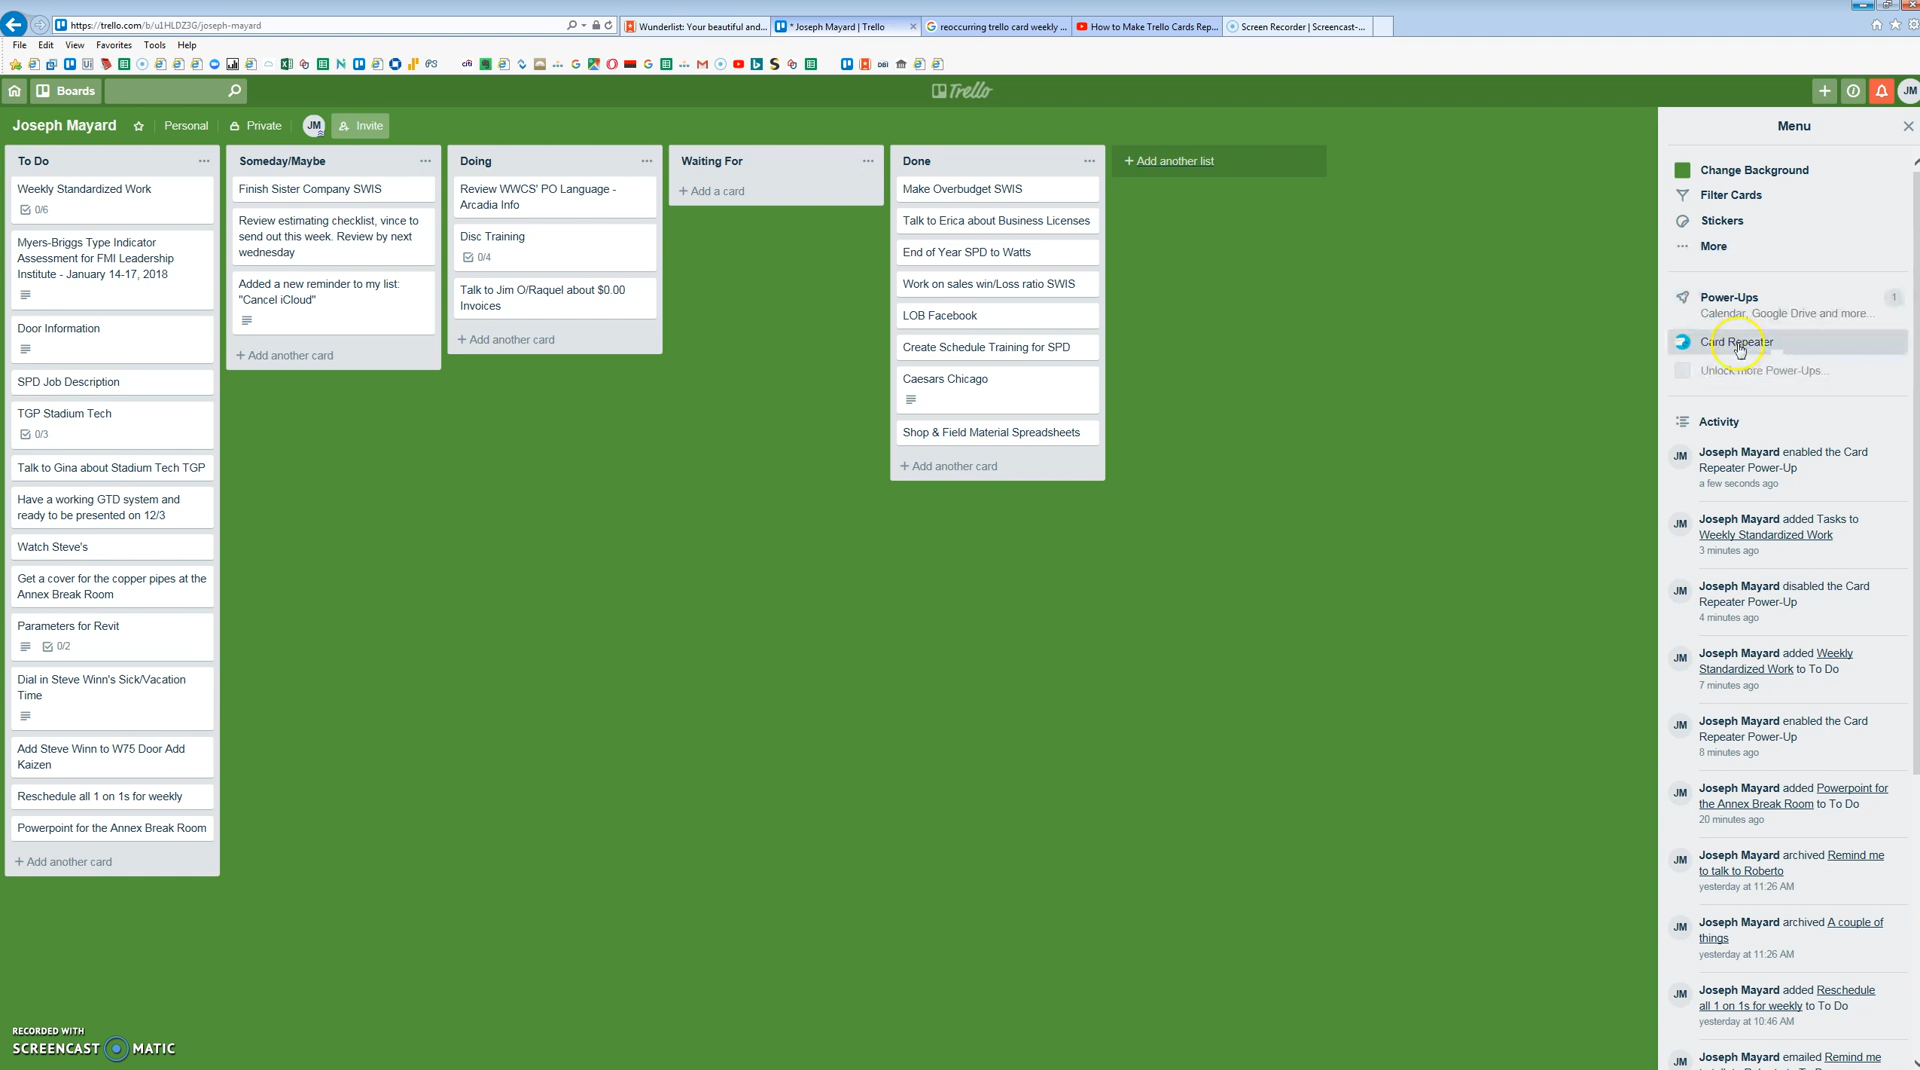 https://trello.com/b/u1HLDZ3G/joseph-mayard
Wunderlist: Your beautiful and...
* Joseph Mayard | Trello
reoccurring trello card weekly ...
How to Make Trello Cards Rep...
Screen Recorder | Screencast-...
File Edit View Favorites Tools Help
Boards
Trello
JM
Joseph Mayard
Personal
Private
JM
Invite
To Do
Weekly Standardized Work
0/6
Myers-Briggs Type Indicator
Assessment for FMI Leadership
Institute - January 14-17, 2018
Door Information
SPD Job Description
TGP Stadium Tech
0/3
Talk to Gina about Stadium Tech TGP
Have a working GTD system and
ready to be presented on 12/3
Watch Steve's
Get a cover for the copper pipes at the
Annex Break Room
Parameters for Revit
0/2
Dial in Steve Winn's Sick/Vacation
Time
Add Steve Winn to W75 Door Add
Kaizen
Reschedule all 1 on 1s for weekly
Powerpoint for the Annex Break Room
+ Add another card
Someday/Maybe
Finish Sister Company SWIS
Review estimating checklist, vince to
send out this week. Review by next
wednesday
Added a new reminder to my list:
"Cancel iCloud"
+ Add another card
Doing
Review WWCS' PO Language -
Arcadia Info
Disc Training
0/4
Talk to Jim O/Raquel about $0.00
Invoices
+ Add another card
Waiting For
+ Add a card
Done
Make Overbudget SWIS
Talk to Erica about Business Licenses
End of Year SPD to Watts
Work on sales win/Loss ratio SWIS
LOB Facebook
Create Schedule Training for SPD
Caesars Chicago
Shop & Field Material Spreadsheets
+ Add another card
+ Add another list
Menu
Change Background
Filter Cards
Stickers
More
Power-Ups
1
Calendar, Google Drive and more...
Card Repeater
Unlock more Power-Ups...
Activity
JM Joseph Mayard enabled the Card
Repeater Power-Up
a few seconds ago
JM Joseph Mayard added Tasks to
Weekly Standardized Work
3 minutes ago
JM Joseph Mayard disabled the Card
Repeater Power-Up
4 minutes ago
JM Joseph Mayard added Weekly
Standardized Work to To Do
7 minutes ago
JM Joseph Mayard enabled the Card
Repeater Power-Up
8 minutes ago
JM Joseph Mayard added Powerpoint for
the Annex Break Room to To Do
20 minutes ago
JM Joseph Mayard archived Remind me
to talk to Roberto
yesterday at 11:26 AM
JM Joseph Mayard archived A couple of
things
yesterday at 11:26 AM
JM Joseph Mayard added Reschedule
all 1 on 1s for weekly to To Do
yesterday at 10:46 AM
JM Joseph Mayard emailed Remind me
RECORDED WITH
SCREENCAST MATIC